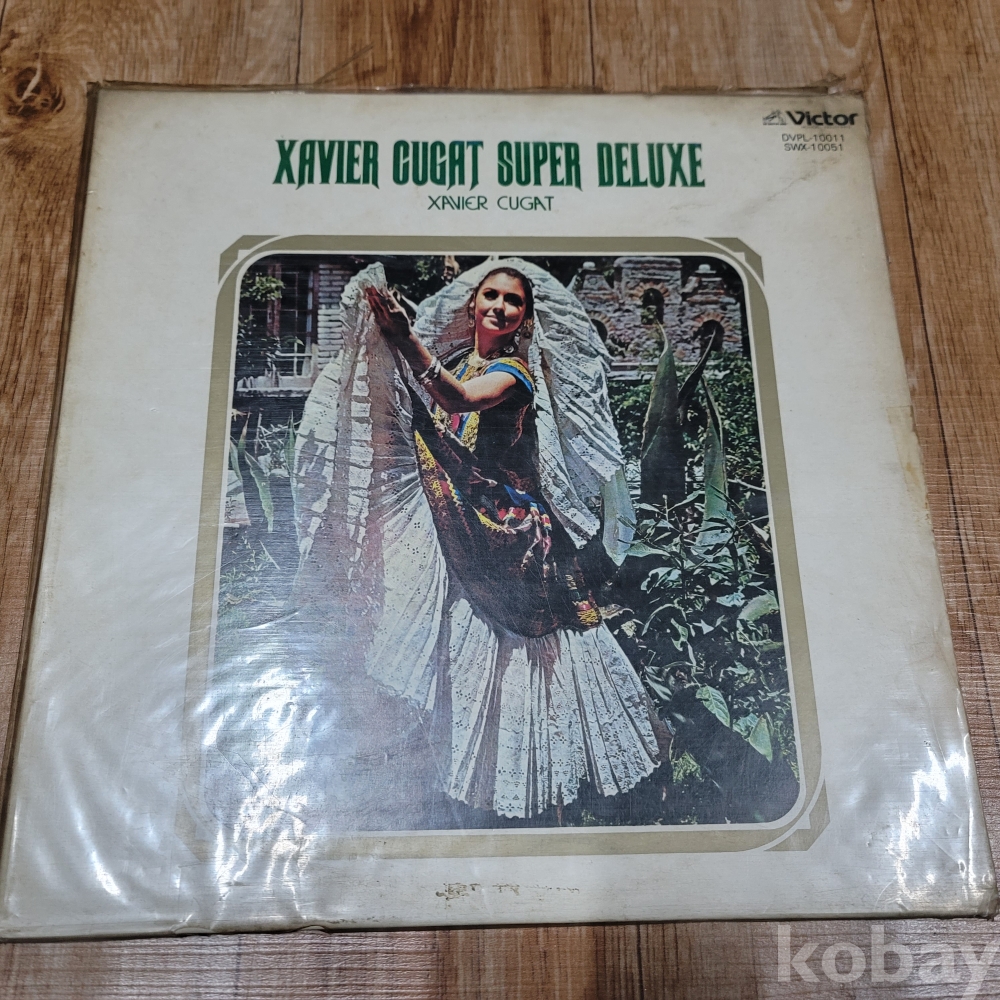 Victor
DVPL-10011
SWX-10051
XAVIER CUGAT SUPER DELUXE
XAVIER CUGAT
kobay